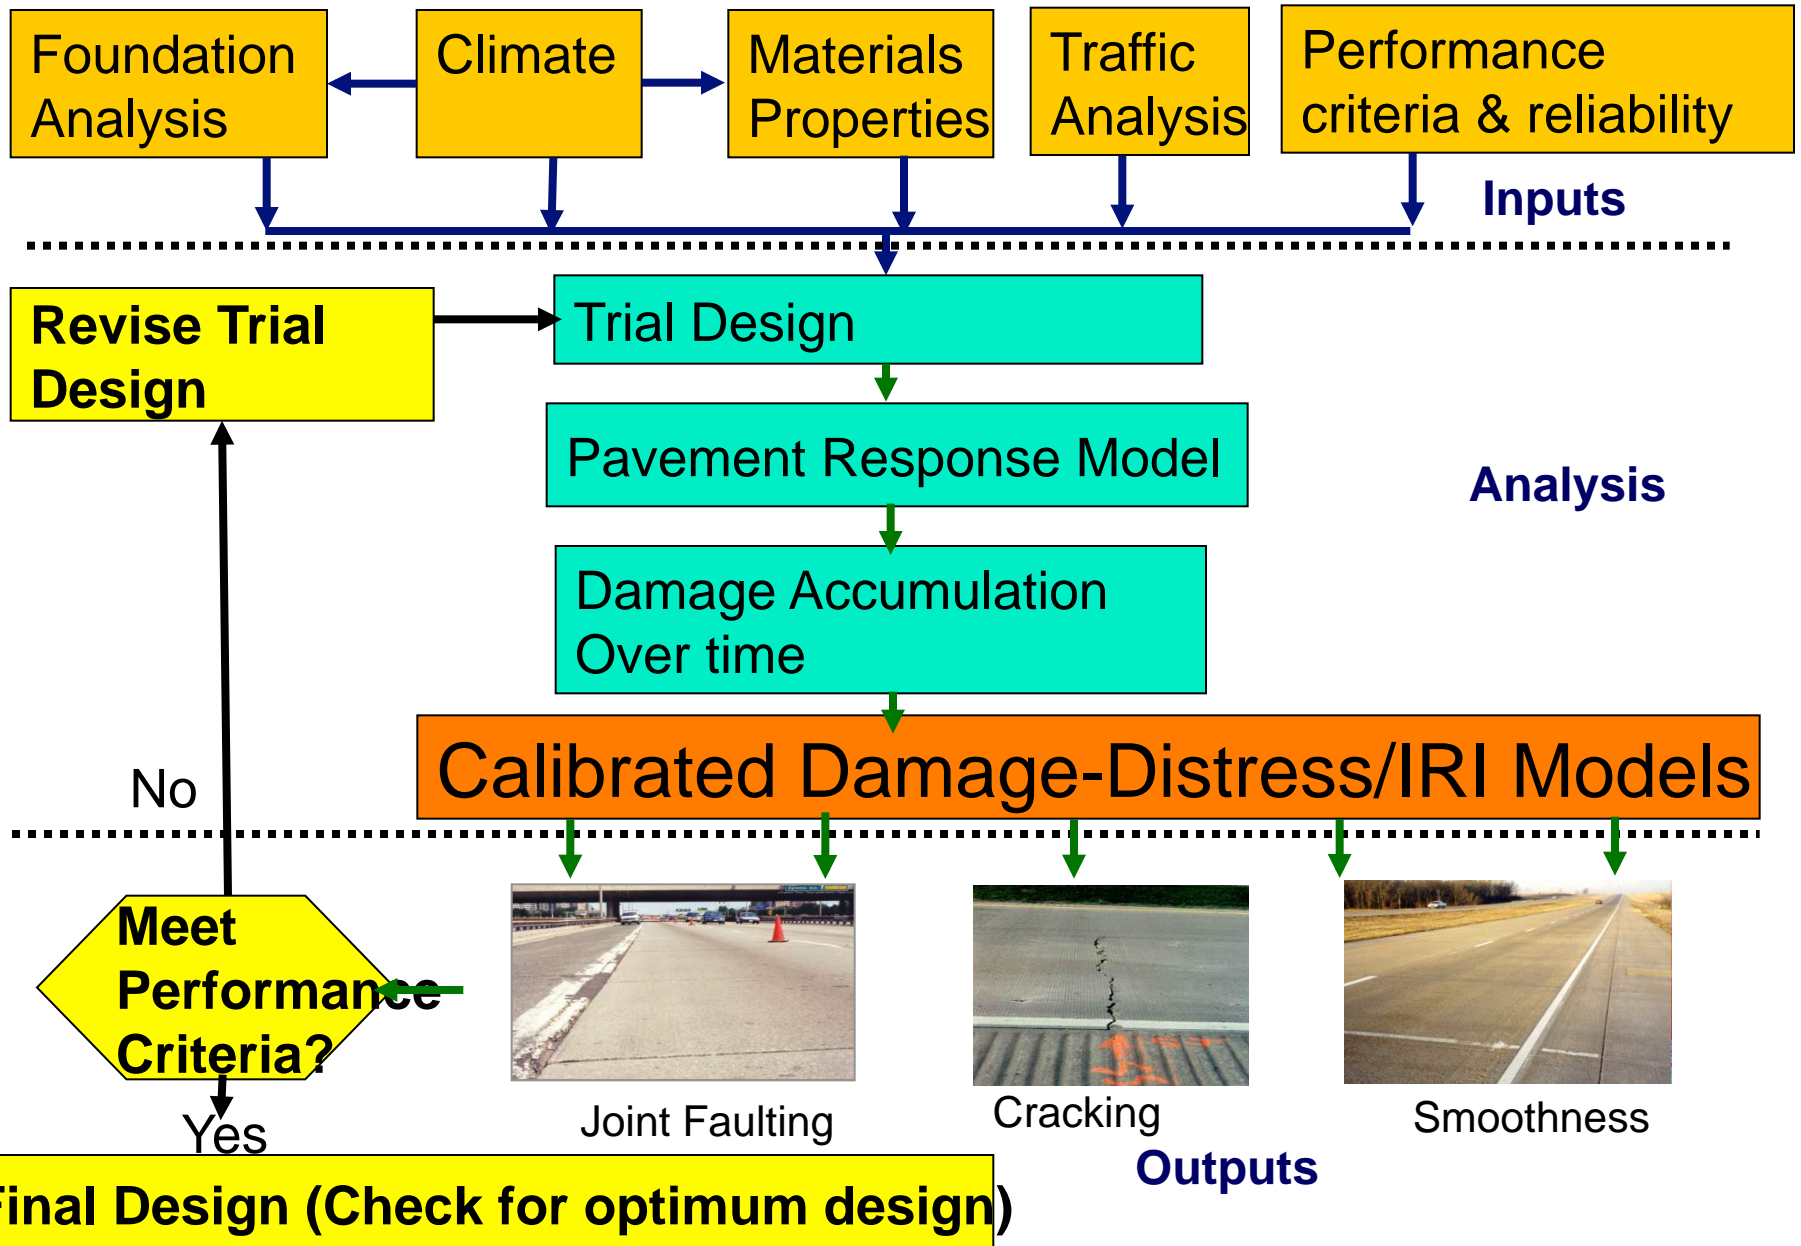 Foundation
Analysis
Climate
Materials
Properties
Traffic
Analysis
Performance
criteria & reliability
Inputs
Revise Trial
Design
Trial Design
Pavement Response Model
Analysis
Damage Accumulation
Over time
Calibrated Damage-Distress/IRI Models
No
Meet
Performance
Criteria?
Yes
Joint Faulting
Cracking
Smoothness
Outputs
Final Design (Check for optimum design)